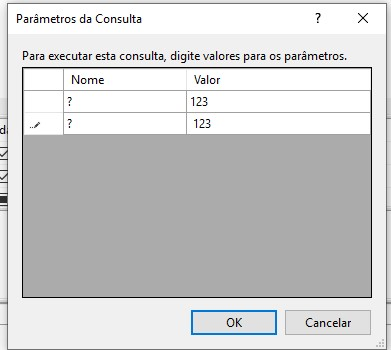 Parâmetros da Consulta
Para executar esta consulta, digite valores para os parâmetros.
Nome Valor
? 123
? 123
OK Cancelar